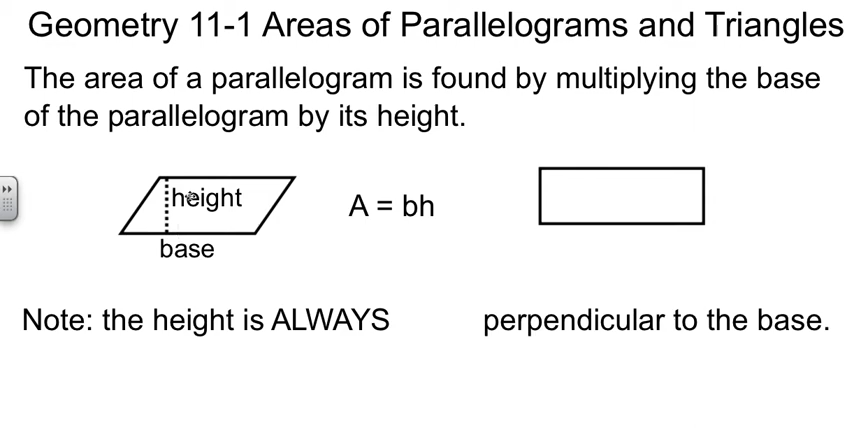 Geometry 11-1 Areas of Parallelograms and Triangles
The area of a parallelogram is found by multiplying the base
of the parallelogram by its height.
height
A = bh
base
Note: the height is ALWAYS perpendicular to the base.